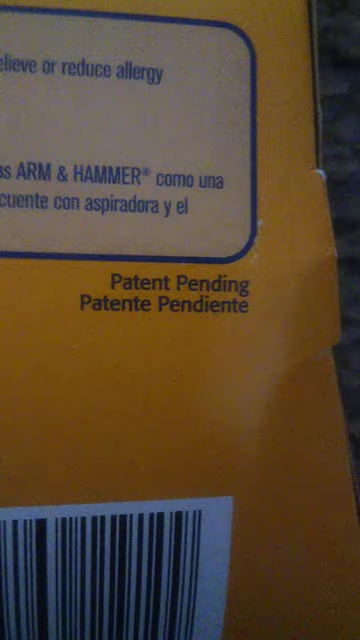 elieve or reduce allergy
as ARM & HAMMER® como una
cuente con aspiradora y el
Patent Pending
Patente Pendiente